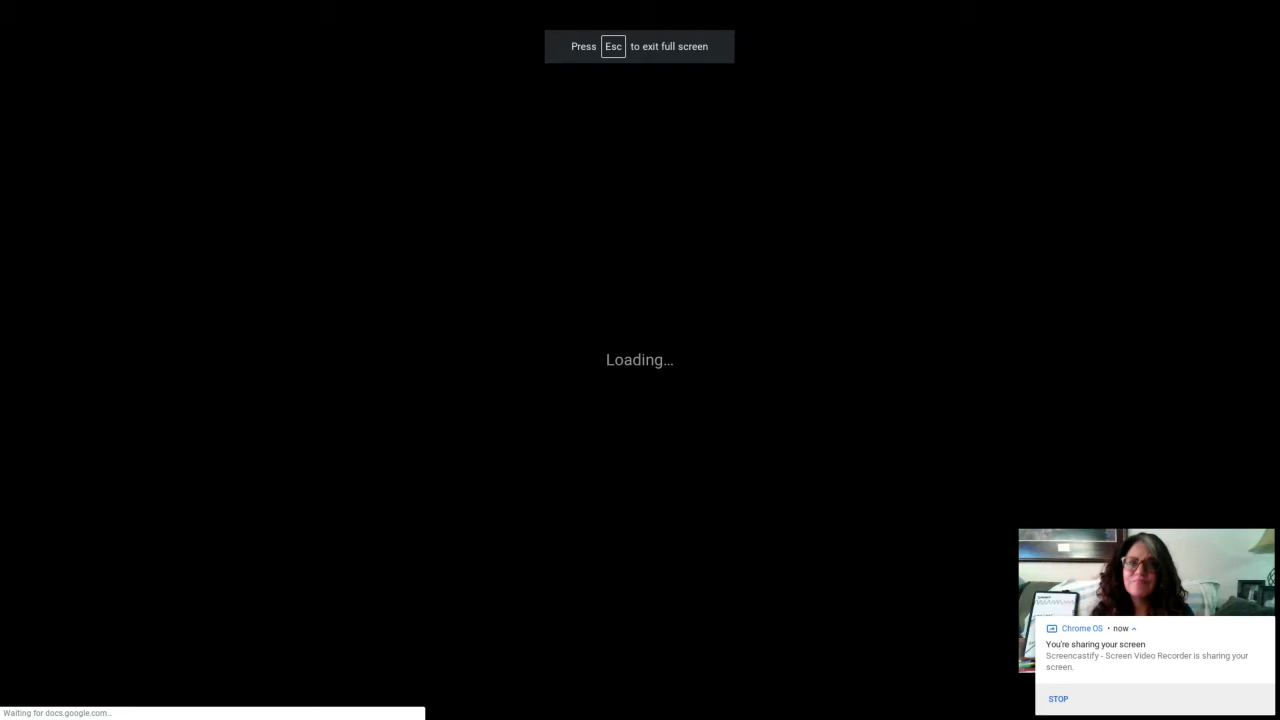 Press Esc to exit full screen
Loading...
Chrome OS • now
You're sharing your screen
Screencastify - Screen Video Recorder is sharing your
screen.
STOP
Waiting for docs.google.com...